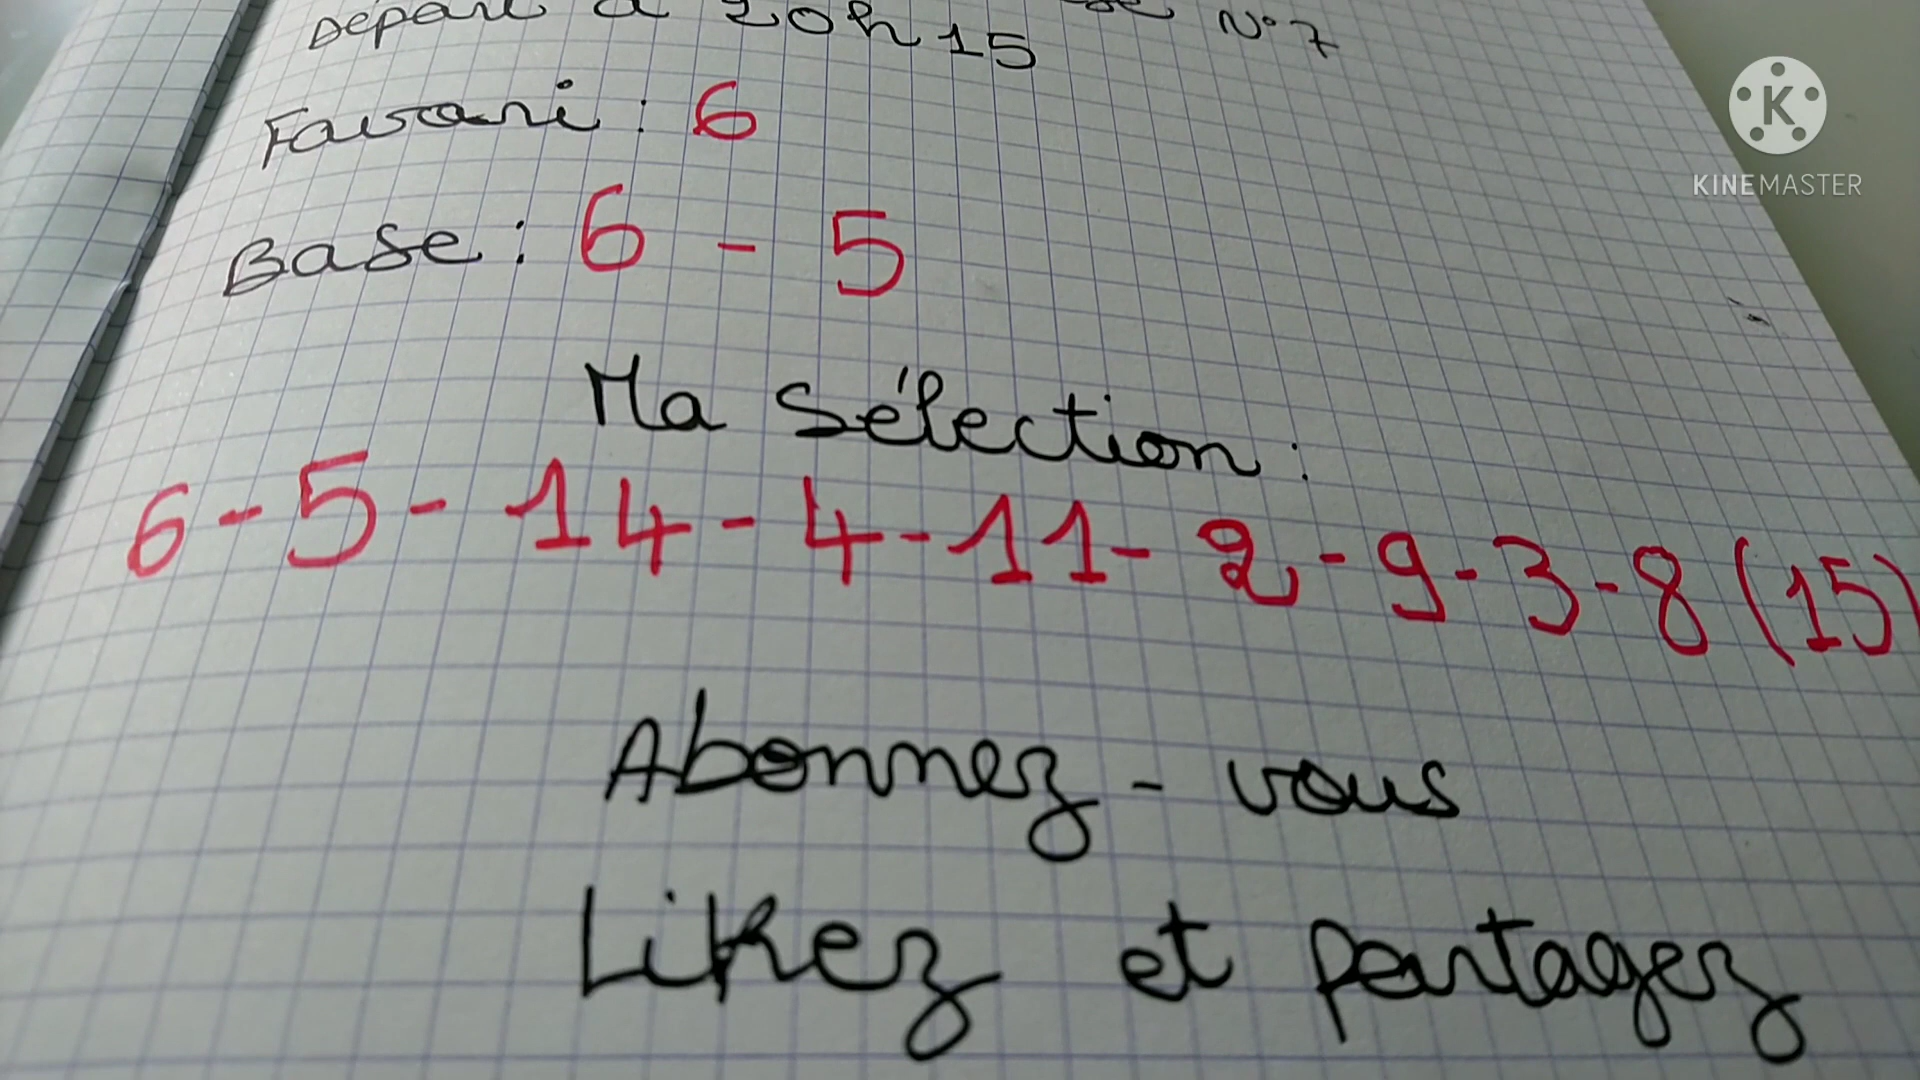 Départ à 20h15 N°7
Favori : 6
Base : 6 - 5
Ma Sélection :
6 - 5 - 14 - 4 - 11 - 2 - 9 - 3 - 8 (15)
Abonnez - vous
Likez et partagez
K
KINEMASTER